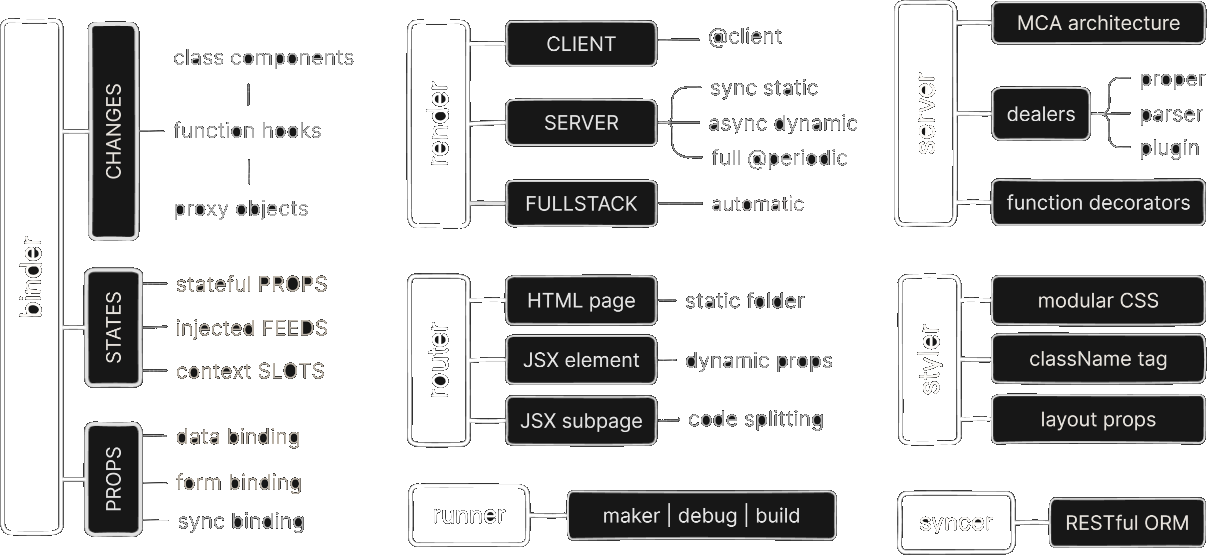 binder
CHANGES
class components
function hooks
proxy objects
STATES
stateful PROPS
injected FEEDS
context SLOTS
PROPS
data binding
form binding
sync binding
render
CLIENT
@client
SERVER
sync static
async dynamic
full @periodic
FULLSTACK
automatic
router
HTML page
static folder
JSX element
dynamic props
JSX subpage
code splitting
runner
maker | debug | build
server
MCA architecture
dealers
proper
parser
plugin
function decorators
styler
modular CSS
className tag
layout props
syncer
RESTful ORM